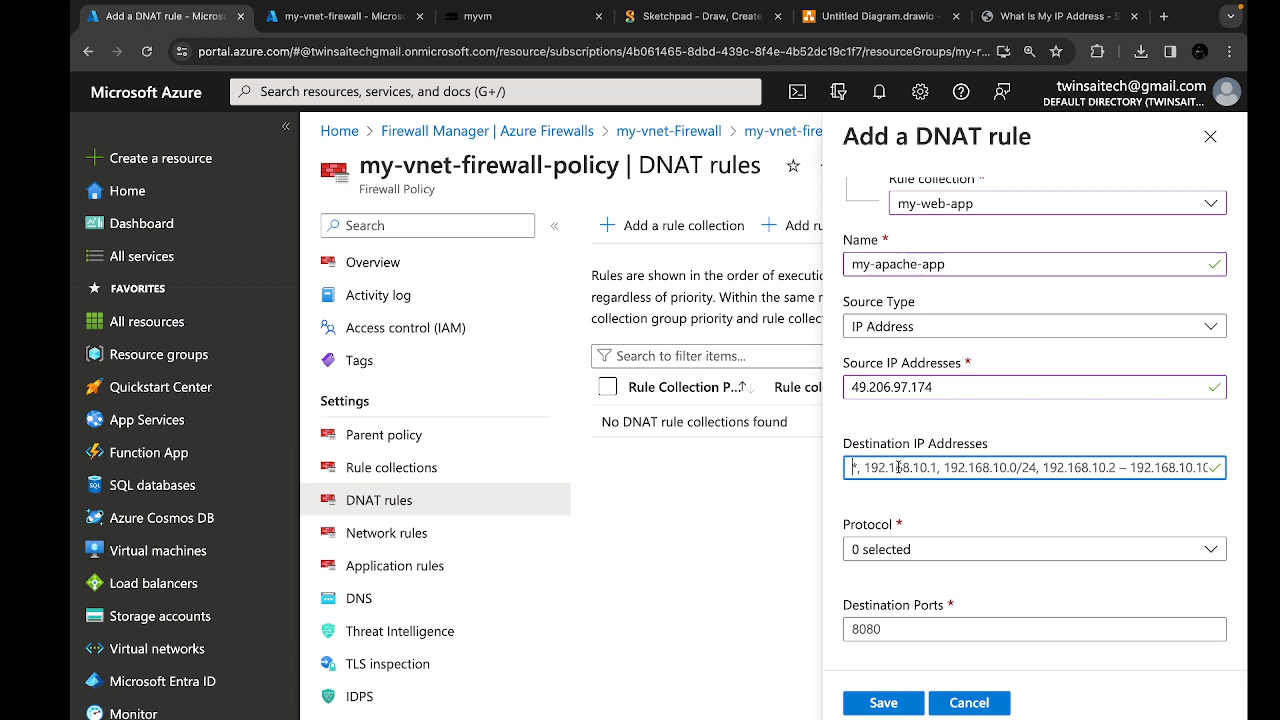 Add a DNAT rule - Micros
my-vnet-firewall - Microso
myvm
Sketchpad - Draw, Create
Untitled Diagram.drawio -
What Is My IP Address - S
portal.azure.com/#@twinsaitechgmail.onmicrosoft.com/resource/subscriptions/4b061465-8dbd-439c-8f4e-4b52dc19c1f7/resourceGroups/my-r...
Microsoft Azure
Search resources, services, and docs (G+/)
twinsaitech@gmail.com
DEFAULT DIRECTORY (TWINSAIT...
Create a resource
Home
Dashboard
All services
FAVORITES
All resources
Resource groups
Quickstart Center
App Services
Function App
SQL databases
Azure Cosmos DB
Virtual machines
Load balancers
Storage accounts
Virtual networks
Microsoft Entra ID
Monitor
Home > Firewall Manager | Azure Firewalls > my-vnet-Firewall > my-vnet-fire
my-vnet-firewall-policy | DNAT rules
Firewall Policy
Search
Overview
Activity log
Access control (IAM)
Tags
Settings
Parent policy
Rule collections
DNAT rules
Network rules
Application rules
DNS
Threat Intelligence
TLS inspection
IDPS
Add a rule collection
Add ru
Rules are shown in the order of executio
regardless of priority. Within the same r
collection group priority and rule collec
Search to filter items...
Rule Collection P...
Rule col
No DNAT rule collections found
Add a DNAT rule
Rule collection *
my-web-app
Name *
my-apache-app
Source Type
IP Address
Source IP Addresses *
49.206.97.174
Destination IP Addresses
*, 192.168.10.1, 192.168.10.0/24, 192.168.10.2 – 192.168.10.10
Protocol *
0 selected
Destination Ports *
8080
Save
Cancel